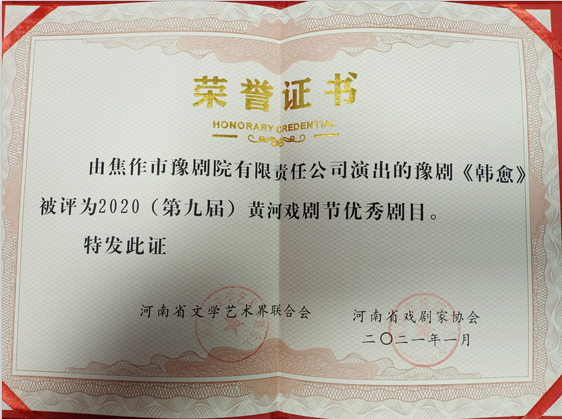 荣誉证书
HONORARY CREDENTIAL
由焦作市豫剧院有限责任公司演出的豫剧《韩愈》
被评为2020(第九届)黄河戏剧节优秀剧目。
特发此证
河南省文学艺术界联合会
河南省戏剧家协会
二〇二一年一月